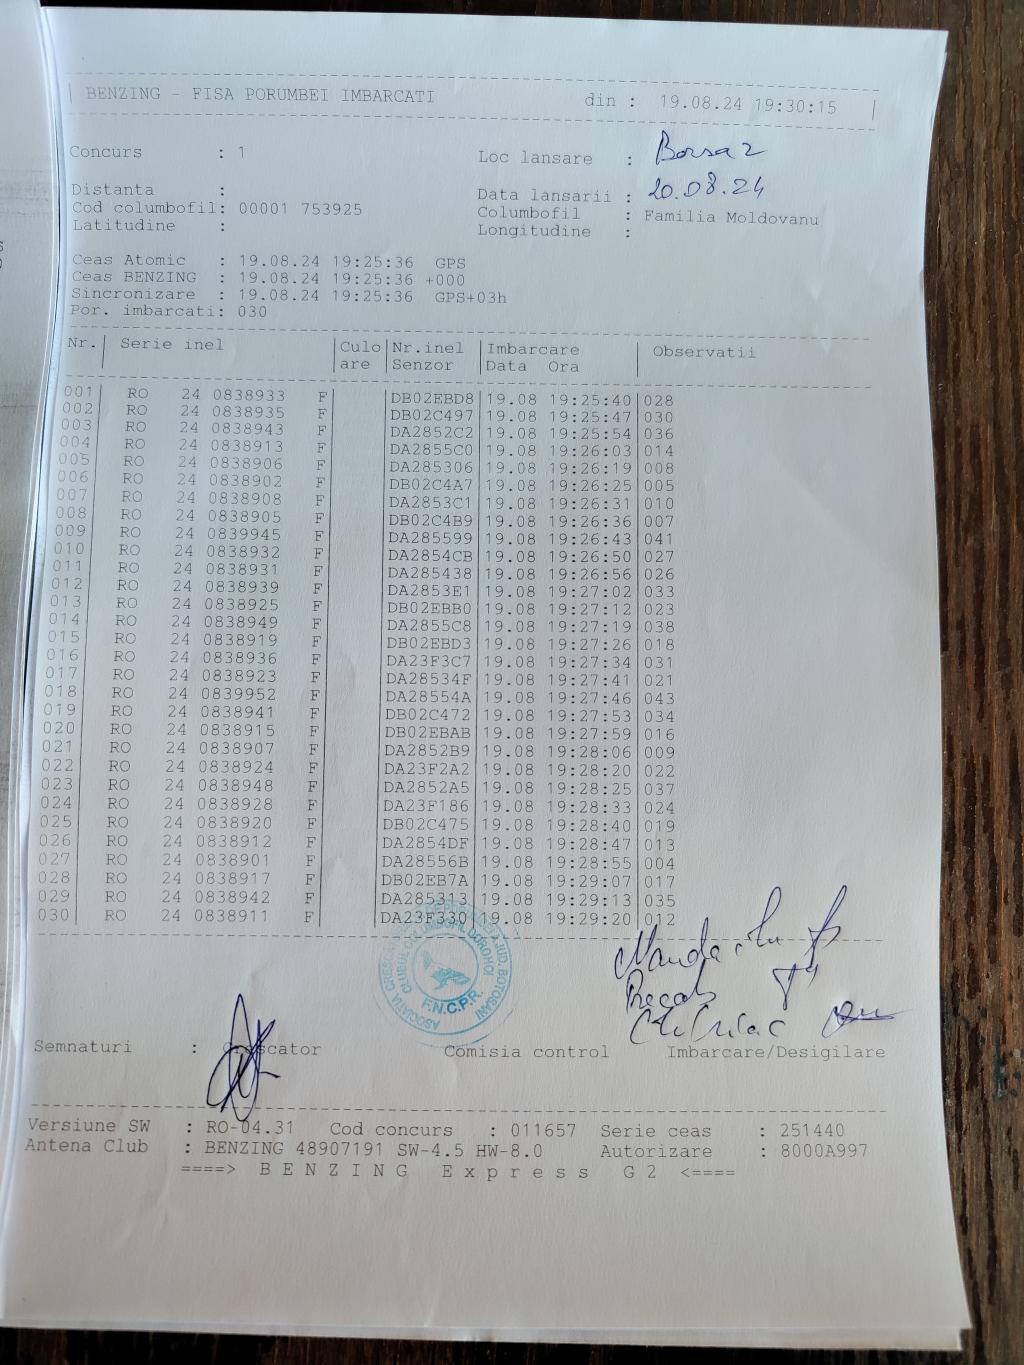 BENZING - FISA PORUMBEI IMBARCATI din : 19.08.24 19:30:15
Concurs : 1 Loc lansare : Borsa 2
Distanta : Data lansarii : 20.08.24
Cod columbofil: 00001 753925 Columbofil : Familia Moldovanu
Latitudine : Longitudine :
Ceas Atomic : 19.08.24 19:25:36 GPS
Ceas BENZING : 19.08.24 19:25:36 +000
Sincronizare : 19.08.24 19:25:36 GPS+03h
Por. imbarcati: 030
Nr. Serie inel Culo Nr.inel Imbarcare Observatii
are Senzor Data Ora
001 RO 24 0838933 F DB02EBD8 19.08 19:25:40 028
002 RO 24 0838935 F DB02C497 19.08 19:25:47 030
003 RO 24 0838943 F DA2852C2 19.08 19:25:54 036
004 RO 24 0838913 F DA2855C0 19.08 19:26:03 014
005 RO 24 0838906 F DA285306 19.08 19:26:19 008
006 RO 24 0838902 F DB02C4A7 19.08 19:26:25 005
007 RO 24 0838908 F DA2853C1 19.08 19:26:31 010
008 RO 24 0838905 F DB02C4B9 19.08 19:26:36 007
009 RO 24 0839945 F DA285599 19.08 19:26:43 041
010 RO 24 0838932 F DA2854CB 19.08 19:26:50 027
011 RO 24 0838931 F DA285438 19.08 19:26:56 026
012 RO 24 0838939 F DA2853E1 19.08 19:27:02 033
013 RO 24 0838925 F DB02EBB0 19.08 19:27:12 023
014 RO 24 0838949 F DA2855C8 19.08 19:27:19 038
015 RO 24 0838919 F DB02EBD3 19.08 19:27:26 018
016 RO 24 0838936 F DA23F3C7 19.08 19:27:34 031
017 RO 24 0838923 F DA28534F 19.08 19:27:41 021
018 RO 24 0839952 F DA28554A 19.08 19:27:46 043
019 RO 24 0838941 F DB02C472 19.08 19:27:53 034
020 RO 24 0838915 F DB02EBAB 19.08 19:27:59 016
021 RO 24 0838907 F DA2852B9 19.08 19:28:06 009
022 RO 24 0838924 F DA23F2A2 19.08 19:28:20 022
023 RO 24 0838948 F DA2852A5 19.08 19:28:25 037
024 RO 24 0838928 F DA23F186 19.08 19:28:33 024
025 RO 24 0838920 F DB02C475 19.08 19:28:40 019
026 RO 24 0838912 F DA2854DF 19.08 19:28:47 013
027 RO 24 0838901 F DA28556B 19.08 19:28:55 004
028 RO 24 0838917 F DB02EB7A 19.08 19:29:07 017
029 RO 24 0838942 F DA285313 19.08 19:29:13 035
030 RO 24 0838911 F DA23F330 19.08 19:29:20 012
CLUBUL COLUMBOFIL DOROHOI
JUD. BOTOSANI
F.N.C.P.R.
ASOCIATIA
Semnaturi : Crescator Comisia control Imbarcare/Desigilare
Versiune SW : RO-04.31 Cod concurs : 011657 Serie ceas : 251440
Antena Club : BENZING 48907191 SW-4.5 HW-8.0 Autorizare : 8000A997
====> B E N Z I N G E x p r e s s G 2 <====